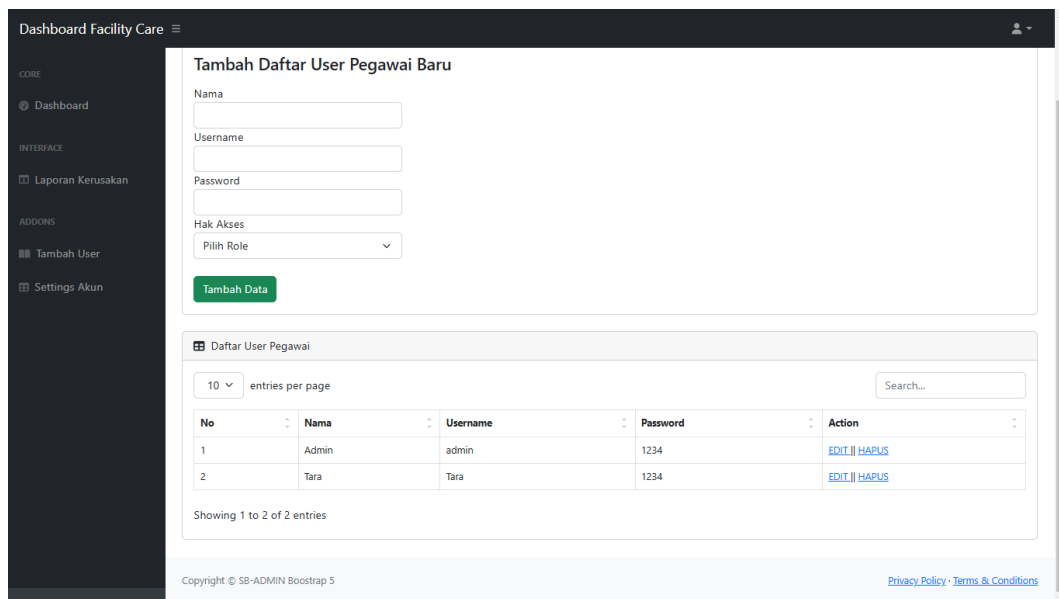 Dashboard Facility Care
CORE
Dashboard
INTERFACE
Laporan Kerusakan
ADDONS
Tambah User
Settings Akun
Tambah Daftar User Pegawai Baru
Nama
Username
Password
Hak Akses
Pilih Role
Tambah Data
Daftar User Pegawai
10 entries per page Search...
No Nama Username Password Action
1 Admin admin 1234 EDIT || HAPUS
2 Tara Tara 1234 EDIT || HAPUS
Showing 1 to 2 of 2 entries
Copyright © SB-ADMIN Boostrap 5 Privacy Policy · Terms & Conditions